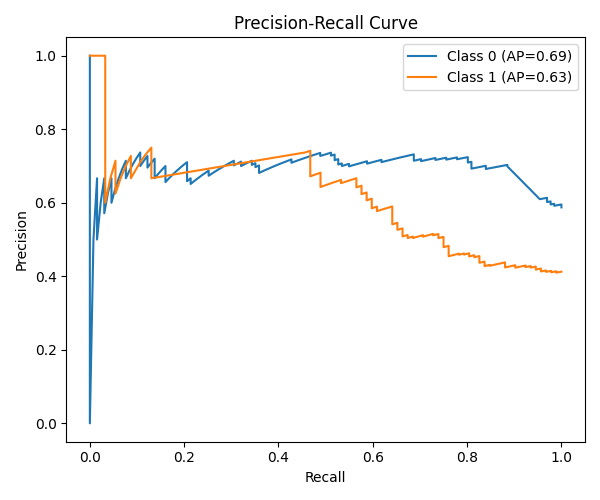 Precision-Recall Curve
Class 0 (AP=0.69)
Class 1 (AP=0.63)
Precision
1.0
0.8
0.6
0.4
0.2
0.0
0.0 0.2 0.4 0.6 0.8 1.0
Recall